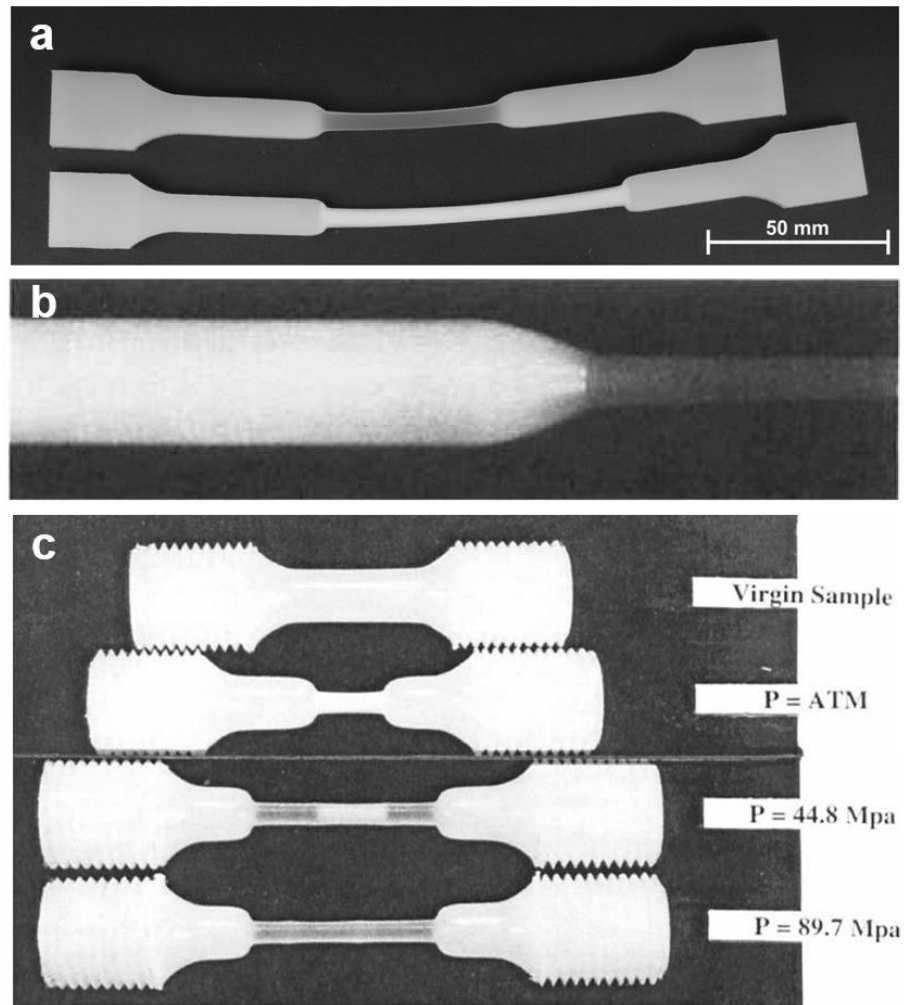 a
50 mm
b
c
Virgin Sample
P = ATM
P = 44.8 Mpa
P = 89.7 Mpa